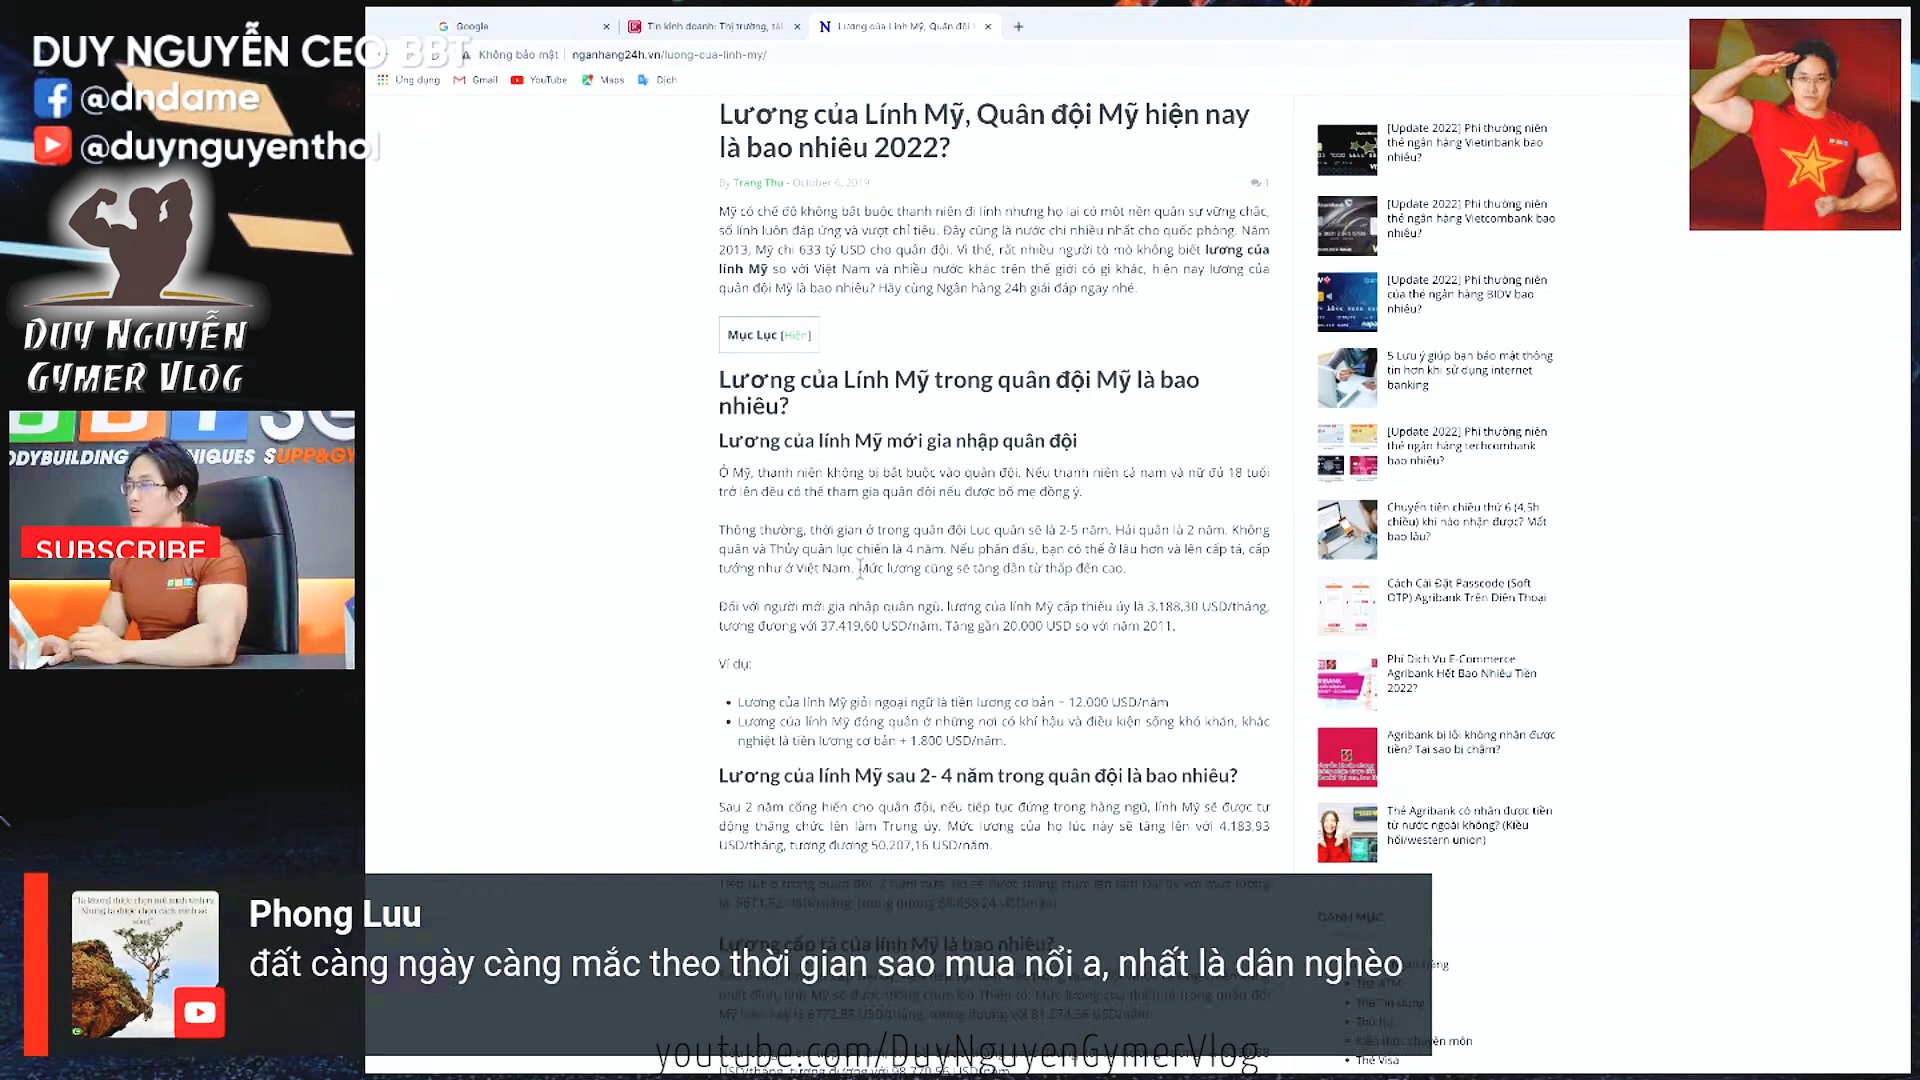 DUY NGUYỄN CEO BBT
@dndame
@duynguyenthol
DUY NGUYỄN
GYMER VLOG
ODYBUILDING
IQUES SUPP&GY
SUBSCRIBE
Google
Tin kinh doanh: Thị trường, tài
Lương của Lính Mỹ, Quân đội
Không bảo mật
nganhang24h.vn/luong-cua-linh-my/
Ứng dụng
Gmail
YouTube
Maps
Dịch
Lương của Lính Mỹ, Quân đội Mỹ hiện nay
là bao nhiêu 2022?
By Trang Thu - October 6, 2019
1
Mỹ có chế độ không bắt buộc thanh niên đi lính nhưng họ lại có một nền quân sự vững chắc,
số lính luôn đáp ứng và vượt chỉ tiêu. Đây cũng là nước chi nhiều nhất cho quốc phòng. Năm
2013, Mỹ chi 633 tỷ USD cho quân đội. Vì thế, rất nhiều người tò mò không biết lương của
lính Mỹ so với Việt Nam và nhiều nước khác trên thế giới có gì khác, hiện nay lương của
quân đội Mỹ là bao nhiêu? Hãy cùng Ngân hàng 24h giải đáp ngay nhé.
Mục Lục [Hiện]
Lương của Lính Mỹ trong quân đội Mỹ là bao
nhiêu?
Lương của lính Mỹ mới gia nhập quân đội
Ở Mỹ, thanh niên không bị bắt buộc vào quân đội. Nếu thanh niên cả nam và nữ đủ 18 tuổi
trở lên đều có thể tham gia quân đội nếu được bố mẹ đồng ý.
Thông thường, thời gian ở trong quân đội Lục quân sẽ là 2-5 năm. Hải quân là 2 năm. Không
quân và Thủy quân lục chiến là 4 năm. Nếu phấn đấu, bạn có thể ở lâu hơn và lên cấp tá, cấp
tướng như ở Việt Nam. Mức lương cũng sẽ tăng dần từ thấp đến cao.
Đối với người mới gia nhập quân ngũ, lương của lính Mỹ cấp thiếu úy là 3.188,30 USD/tháng,
tương đương với 37.419,60 USD/năm. Tăng gần 20.000 USD so với năm 2011.
Ví dụ:
Lương của lính Mỹ giỏi ngoại ngữ là tiền lương cơ bản + 12.000 USD/năm
Lương của lính Mỹ đóng quân ở những nơi có khí hậu và điều kiện sống khó khăn, khắc
nghiệt là tiền lương cơ bản + 1.800 USD/năm.
Lương của lính Mỹ sau 2- 4 năm trong quân đội là bao nhiêu?
Sau 2 năm cống hiến cho quân đội, nếu tiếp tục đứng trong hàng ngũ, lính Mỹ sẽ được tự
động thăng chức lên làm Trung úy. Mức lương của họ lúc này sẽ tăng lên với 4.183,93
USD/tháng, tương đương 50.207,16 USD/năm.
Lương cấp tá của lính Mỹ là bao nhiêu?
[Update 2022] Phí thường niên
thẻ ngân hàng Vietinbank bao
nhiêu?
[Update 2022] Phí thường niên
thẻ ngân hàng Vietcombank bao
nhiêu?
[Update 2022] Phí thường niên
của thẻ ngân hàng BIDV bao
nhiêu?
5 Lưu ý giúp bạn bảo mật thông
tin hơn khi sử dụng internet
banking
[Update 2022] Phí thường niên
thẻ ngân hàng techcombank
bao nhiêu?
Chuyển tiền chiều thứ 6 (4,5h
chiều) khi nào nhận được? Mất
bao lâu?
Cách Cài Đặt Passcode (Soft
OTP) Agribank Trên Điện Thoại
Phí Dịch Vụ E-Commerce
Agribank Hết Bao Nhiêu Tiền
2022?
Agribank bị lỗi không nhận được
tiền? Tại sao bị chậm?
Thẻ Agribank có nhận được tiền
từ nước ngoài không? (Kiều
hối/western union)
DANH MỤC
Thẻ ATM
Thẻ tín dụng
Thẻ Visa
Phong Luu
đất càng ngày càng mắc theo thời gian sao mua nổi a, nhất là dân nghèo
youtube.com/DuyNguyenGymerVlog